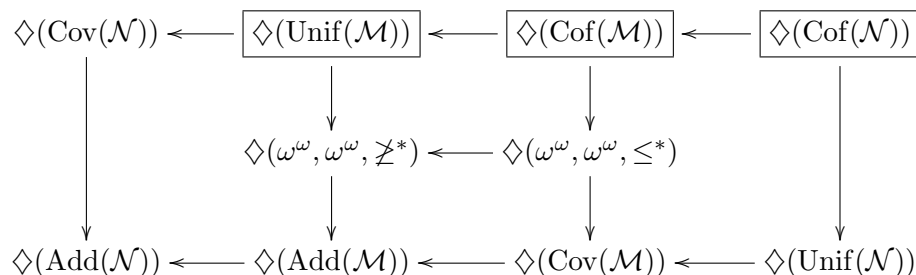 ♢(Cov(𝒩)) ♢(Unif(ℳ)) ♢(Cof(ℳ)) ♢(Cof(𝒩))
♢(ω^ω, ω^ω, ≱*) ♢(ω^ω, ω^ω, ≤*)
♢(Add(𝒩)) ♢(Add(ℳ)) ♢(Cov(ℳ)) ♢(Unif(𝒩))